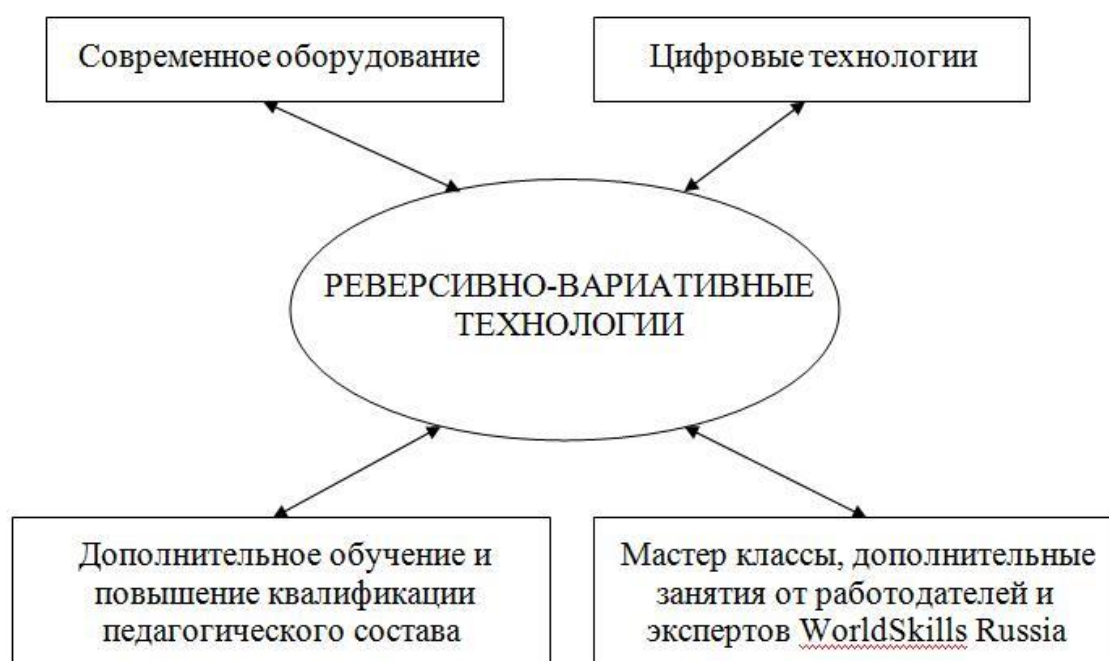 Современное оборудование
Цифровые технологии
РЕВЕРСИВНО-ВАРИАТИВНЫЕ
ТЕХНОЛОГИИ
Дополнительное обучение и
повышение квалификации
педагогического состава
Мастер классы, дополнительные
занятия от работодателей и
экспертов WorldSkills Russia